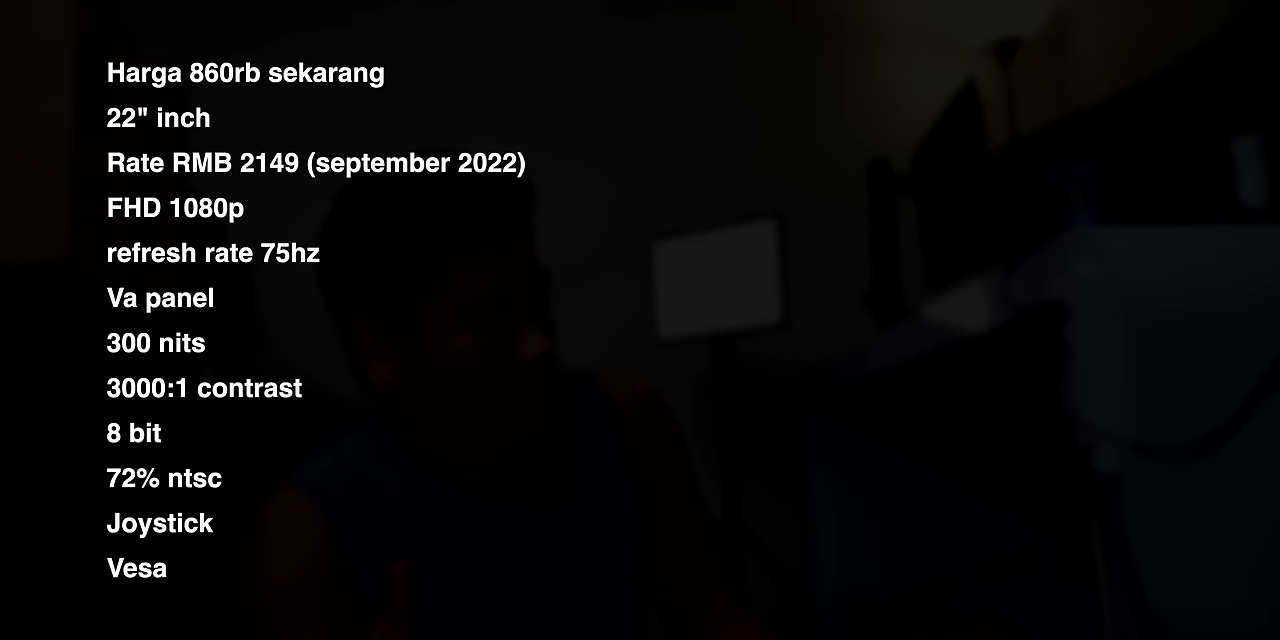 Harga 860rb sekarang
22" inch
Rate RMB 2149 (september 2022)
FHD 1080p
refresh rate 75hz
Va panel
300 nits
3000:1 contrast
8 bit
72% ntsc
Joystick
Vesa